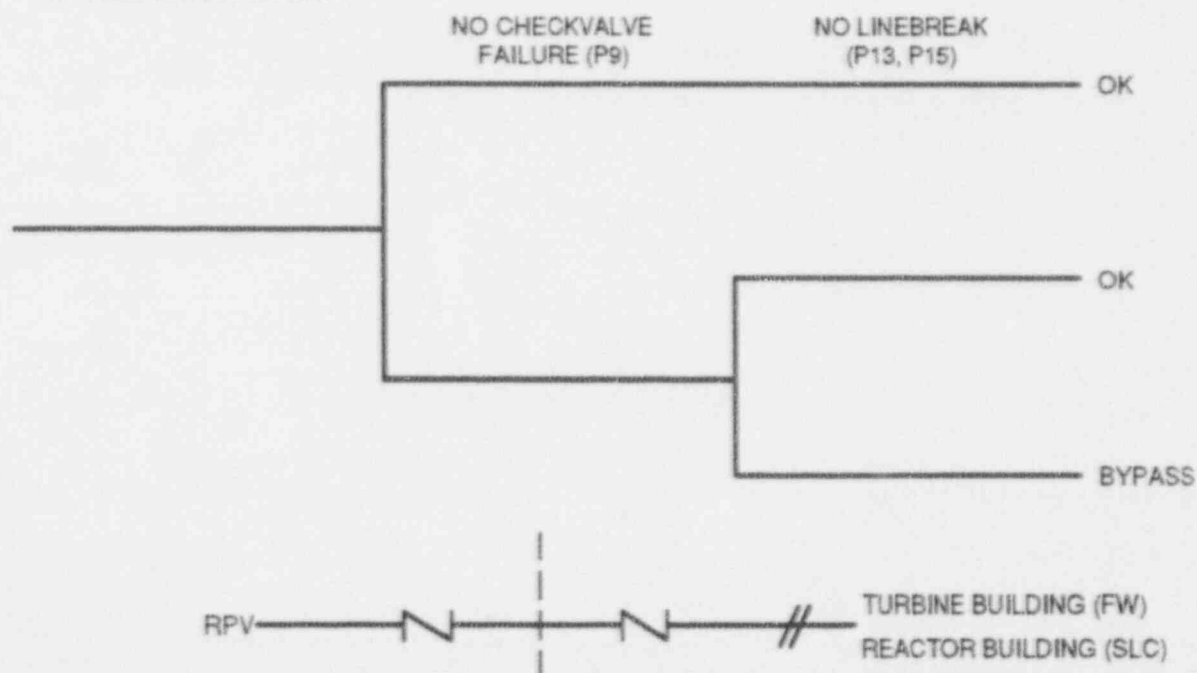 NO CHECKVALVE
FAILURE (P9)
NO LINEBREAK
(P13, P15)
OK
OK
BYPASS
RPV
TURBINE BUILDING (FW)
REACTOR BUILDING (SLC)